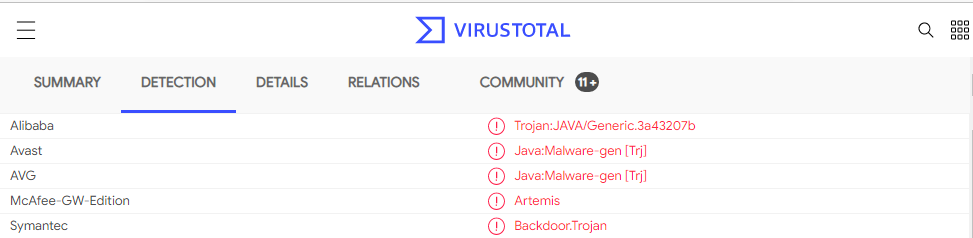 VIRUSTOTAL
SUMMARY DETECTION DETAILS RELATIONS COMMUNITY 11+
Alibaba Trojan:JAVA/Generic.3a43207b
Avast Java:Malware-gen [Trj]
AVG Java:Malware-gen [Trj]
McAfee-GW-Edition Artemis
Symantec Backdoor.Trojan